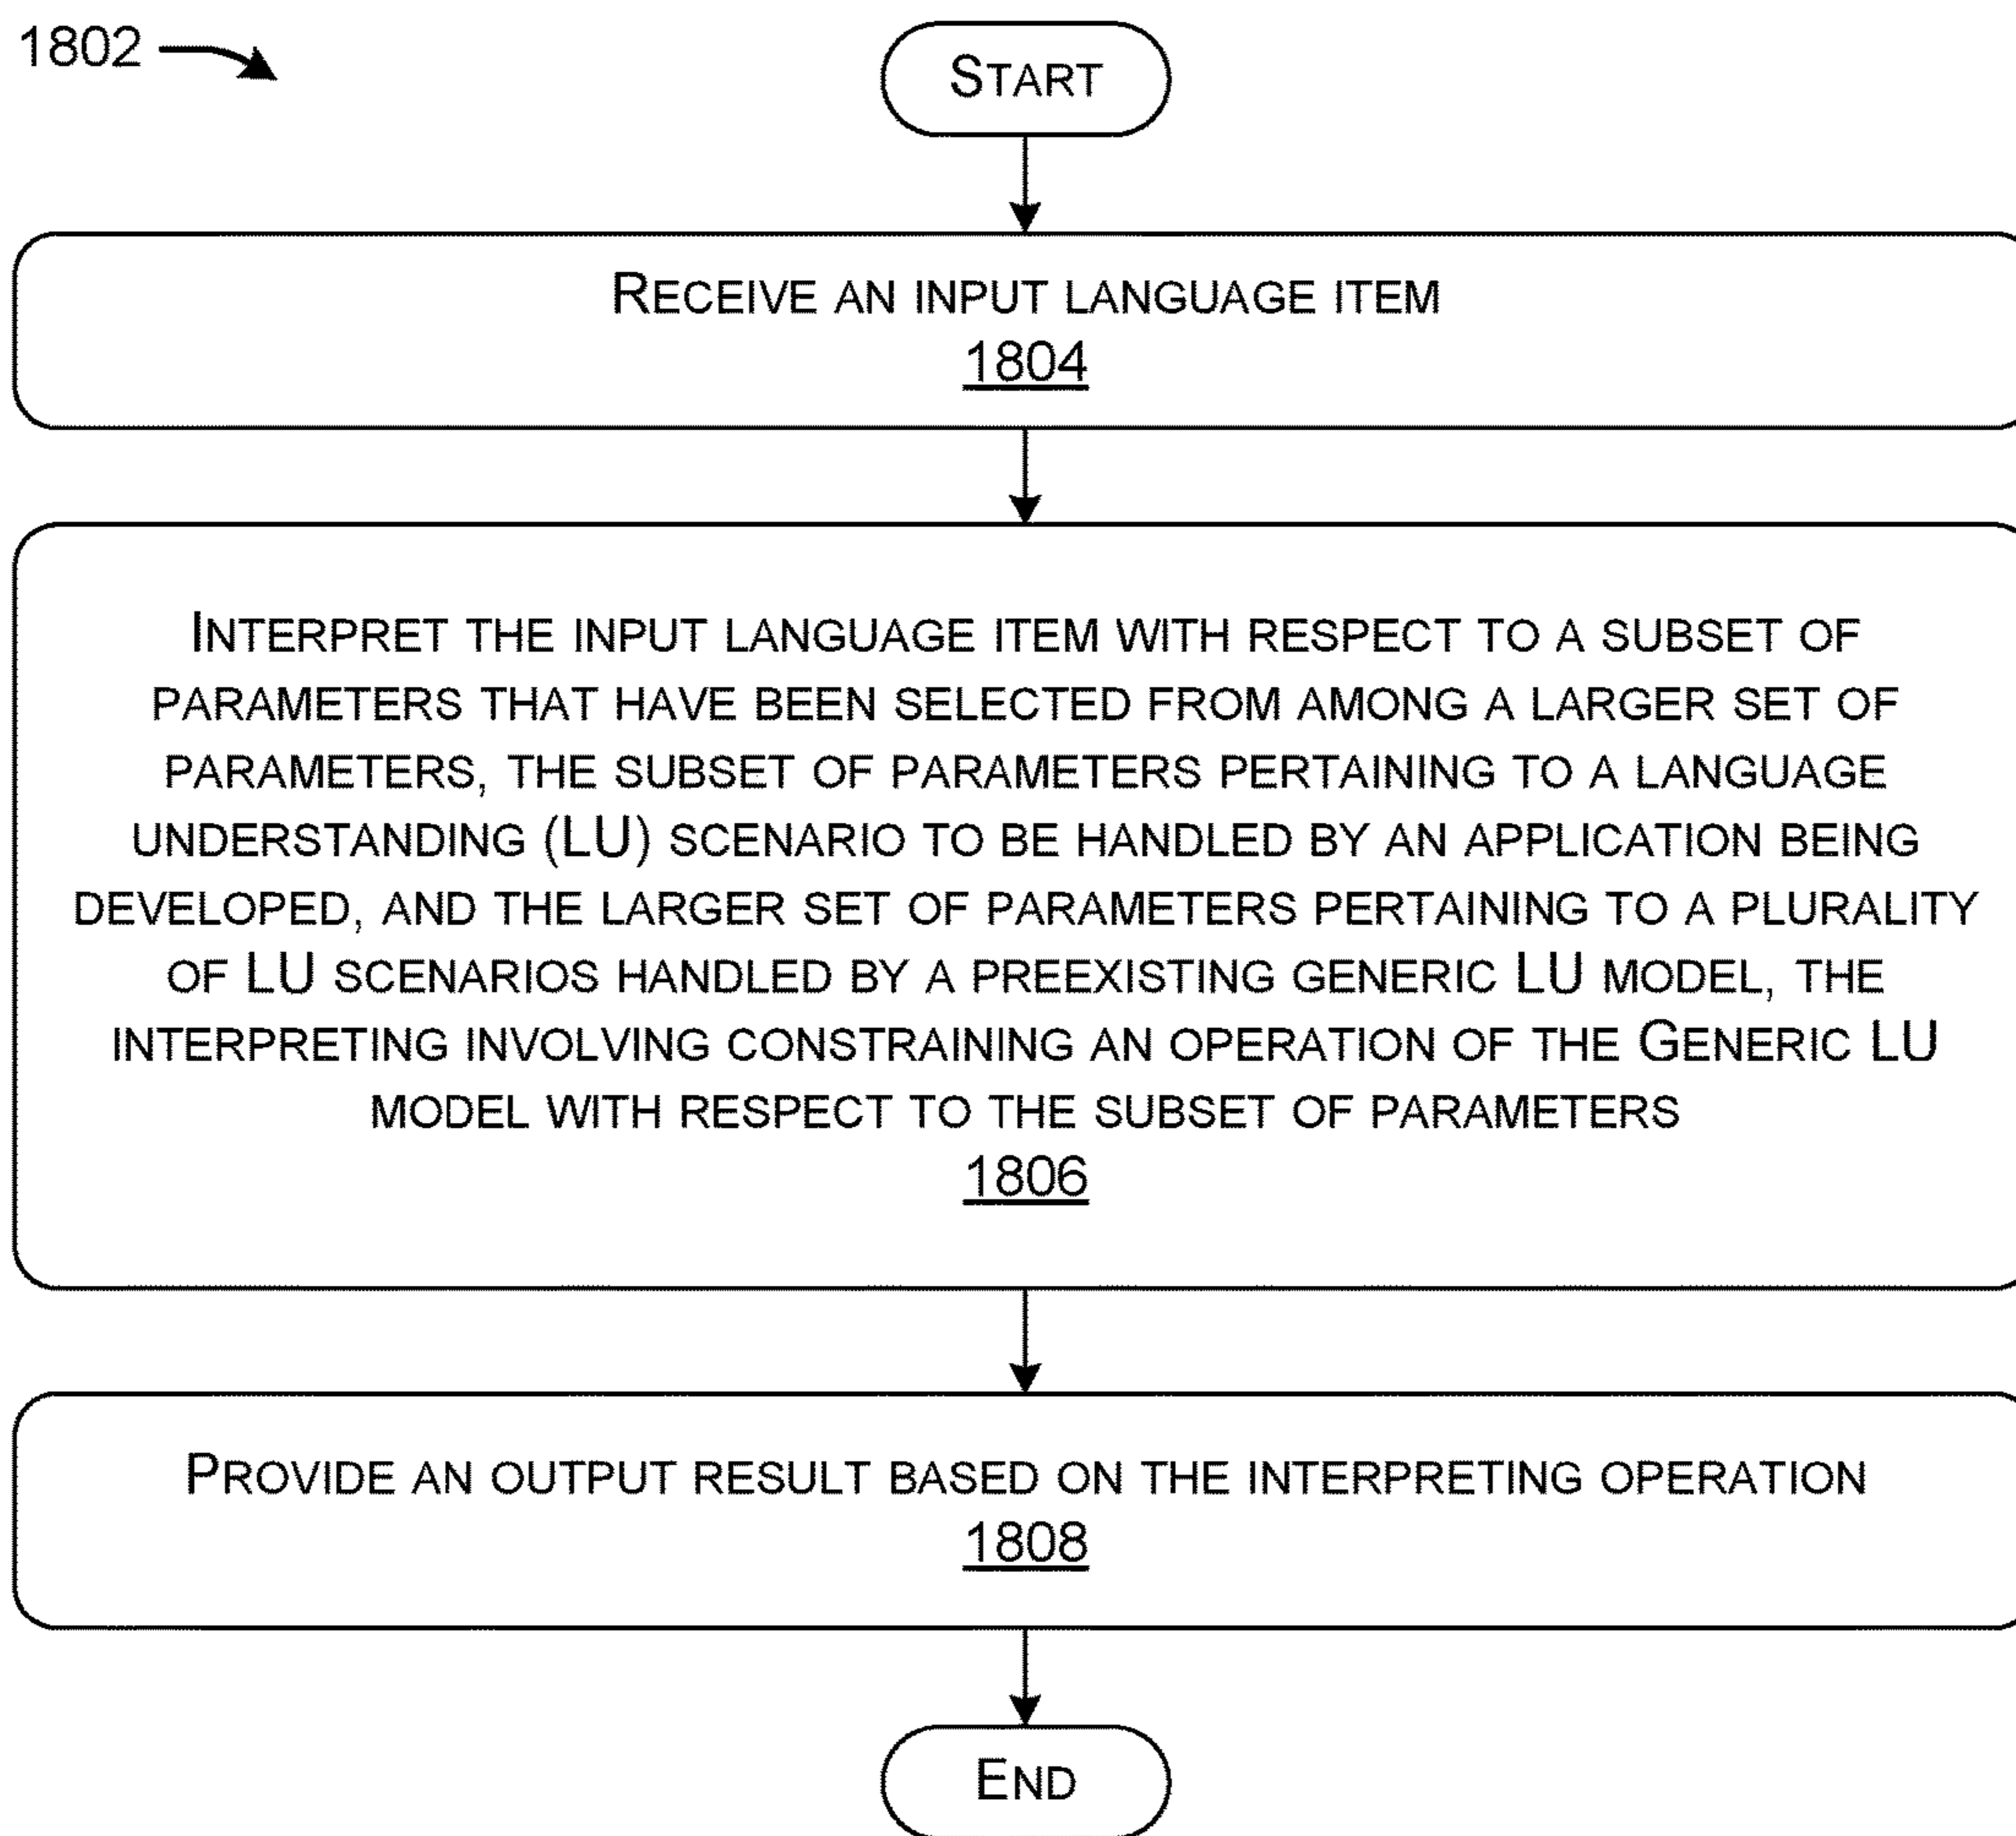 1802
START
RECEIVE AN INPUT LANGUAGE ITEM
1804
INTERPRET THE INPUT LANGUAGE ITEM WITH RESPECT TO A SUBSET OF
PARAMETERS THAT HAVE BEEN SELECTED FROM AMONG A LARGER SET OF
PARAMETERS, THE SUBSET OF PARAMETERS PERTAINING TO A LANGUAGE
UNDERSTANDING (LU) SCENARIO TO BE HANDLED BY AN APPLICATION BEING
DEVELOPED, AND THE LARGER SET OF PARAMETERS PERTAINING TO A PLURALITY
OF LU SCENARIOS HANDLED BY A PREEXISTING GENERIC LU MODEL, THE
INTERPRETING INVOLVING CONSTRAINING AN OPERATION OF THE GENERIC LU
MODEL WITH RESPECT TO THE SUBSET OF PARAMETERS
1806
PROVIDE AN OUTPUT RESULT BASED ON THE INTERPRETING OPERATION
1808
END